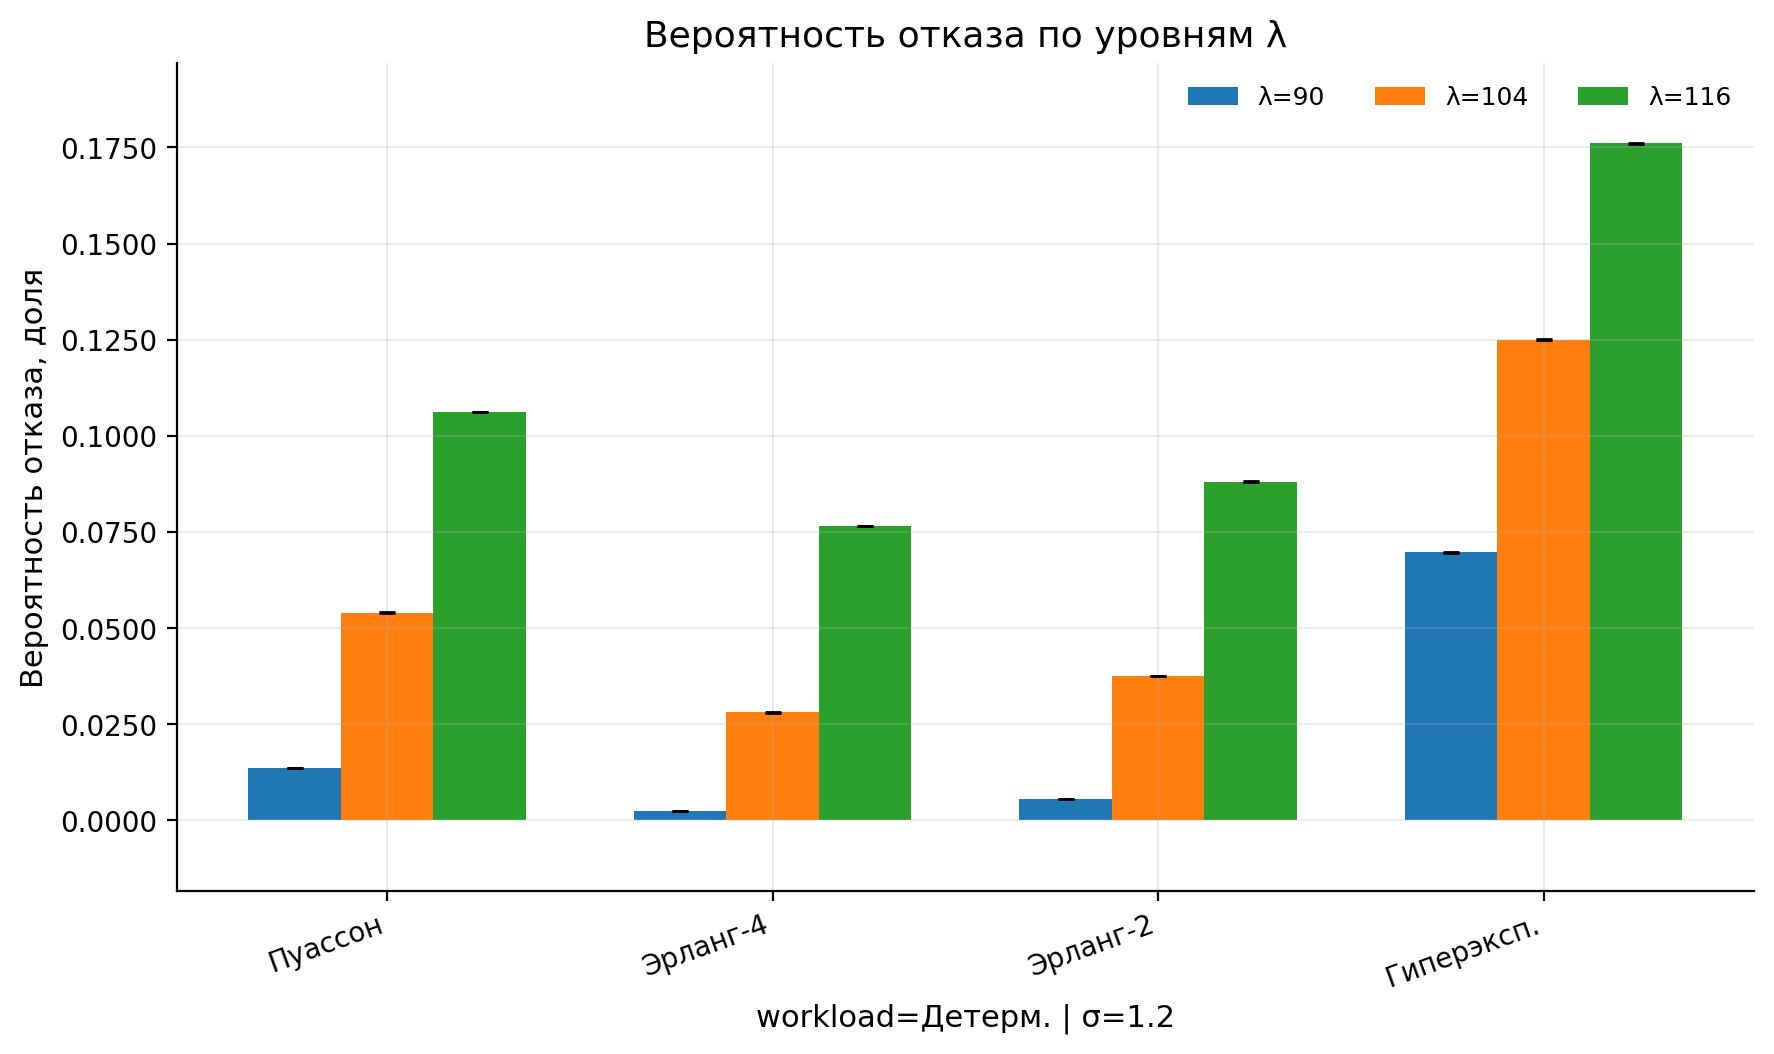 Вероятность отказа по уровням λ
λ=90 λ=104 λ=116
Вероятность отказа, доля
0.1750
0.1500
0.1250
0.1000
0.0750
0.0500
0.0250
0.0000
Пуассон Эрланг-4 Эрланг-2 Гиперэксп.
workload=Детерм. | σ=1.2